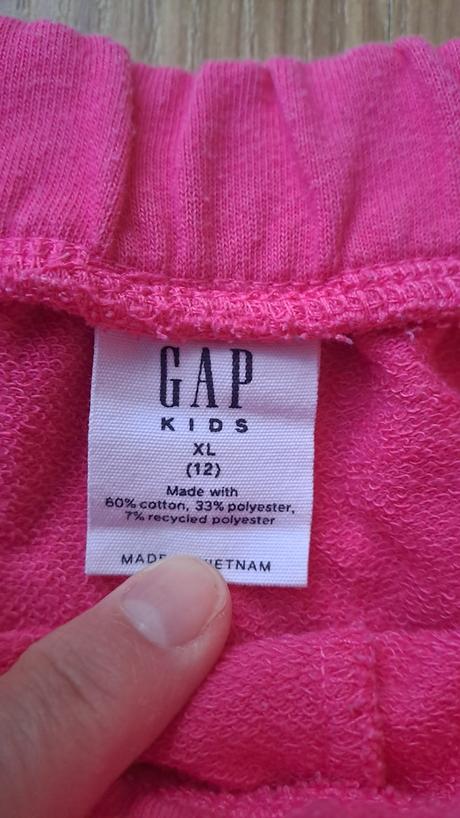 GAP
KIDS
XL
(12)
Made with
60% cotton, 33% polyester,
7% recycled polyester
MADE VIETNAM